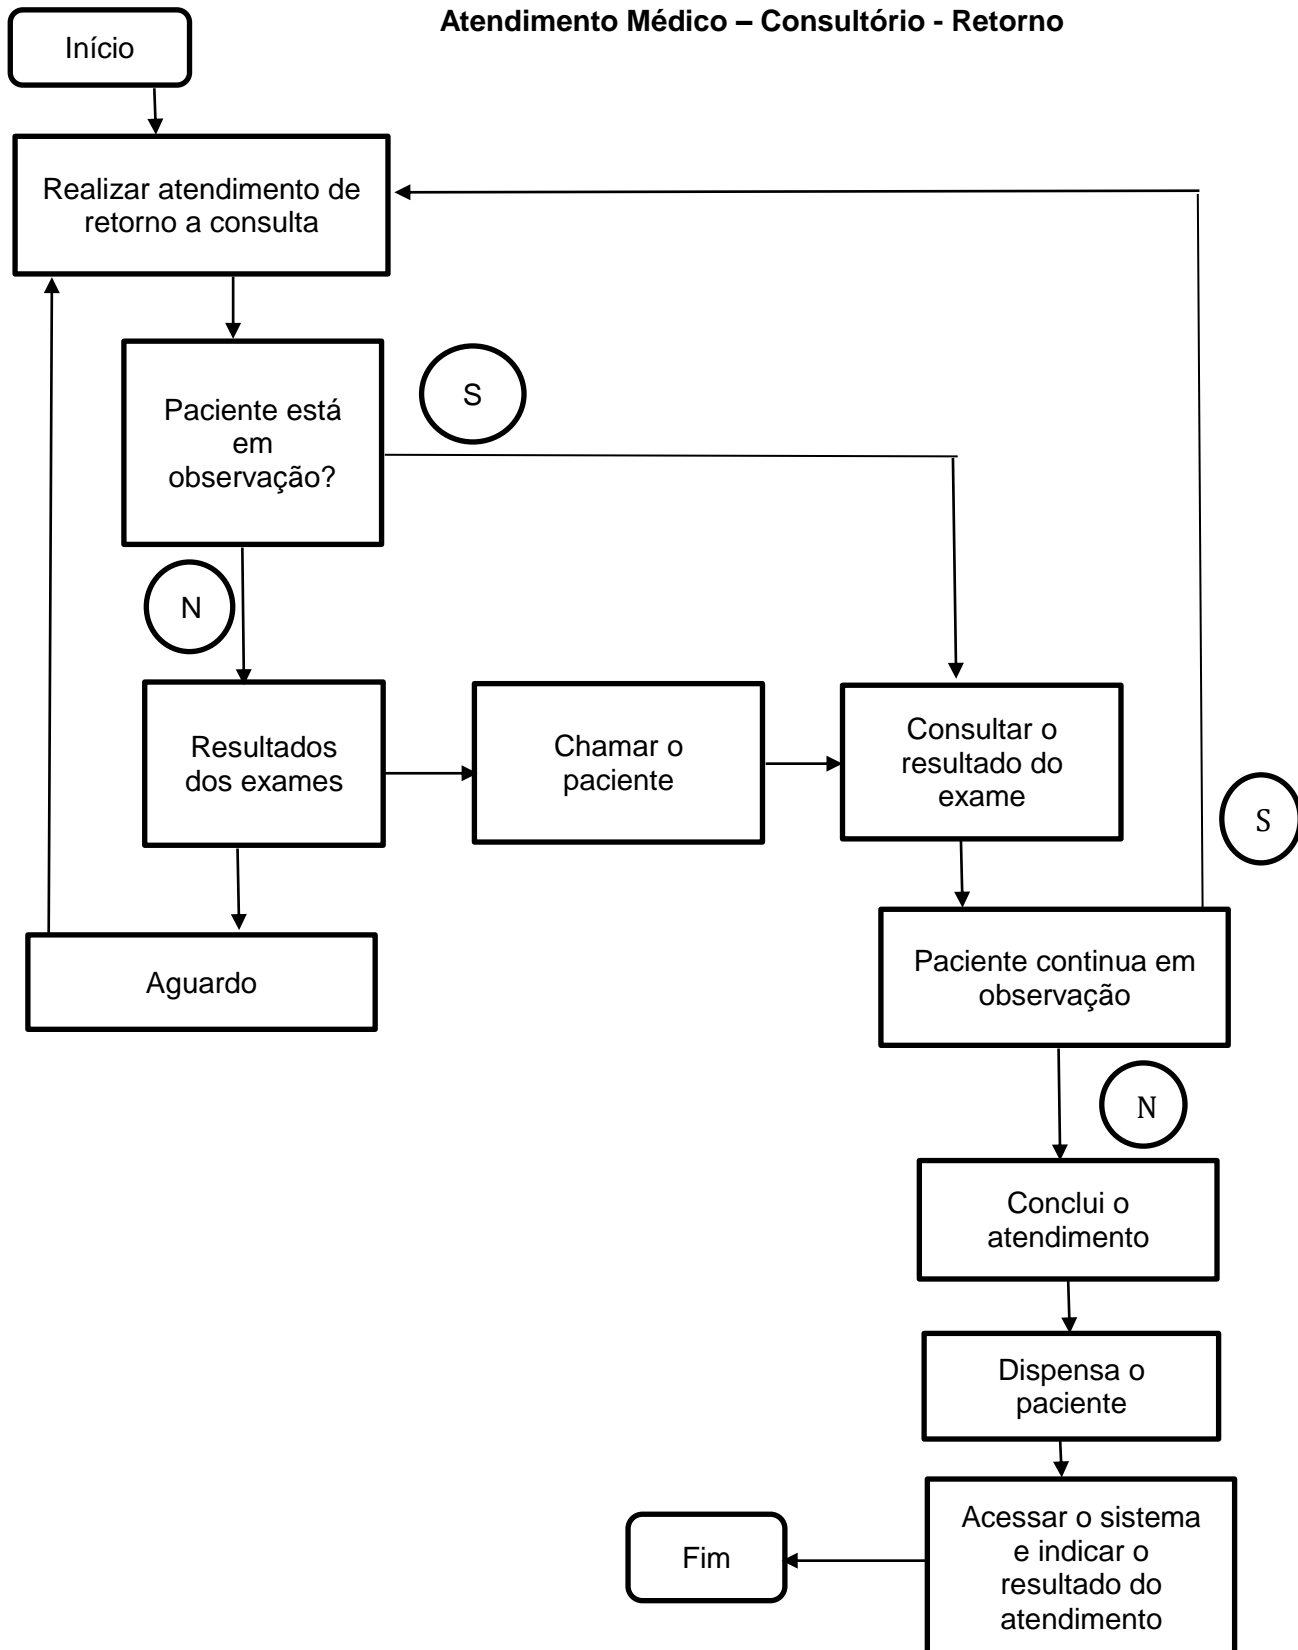 Atendimento Médico – Consultório - Retorno
Início
Realizar atendimento de
retorno a consulta
Paciente está
em
observação?
S
N
Resultados
dos exames
Chamar o
paciente
Consultar o
resultado do
exame
S
Aguardo
Paciente continua em
observação
N
Conclui o
atendimento
Dispensa o
paciente
Acessar o sistema
e indicar o
resultado do
atendimento
Fim